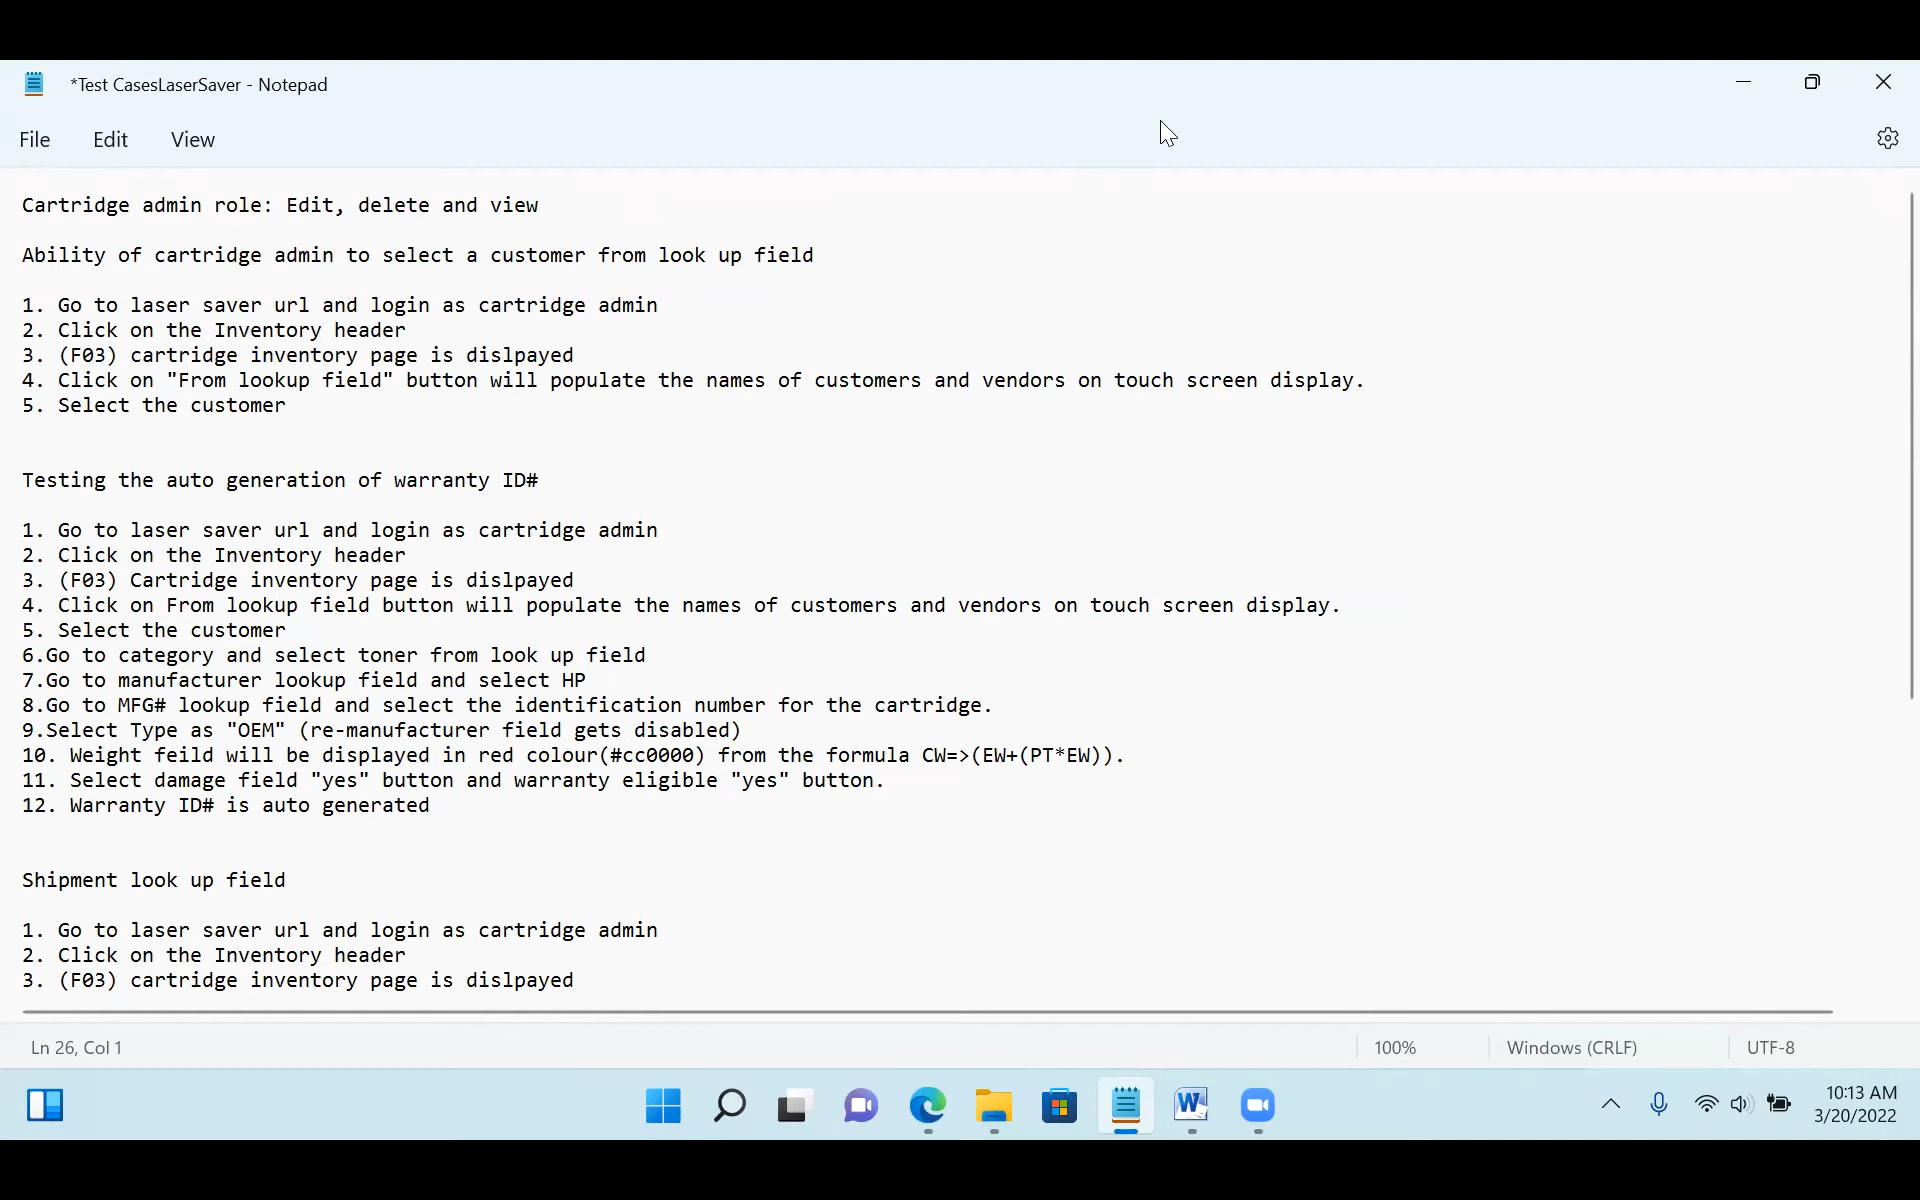 *Test CasesLaserSaver - Notepad
File Edit View
Cartridge admin role: Edit, delete and view
Ability of cartridge admin to select a customer from look up field
1. Go to laser saver url and login as cartridge admin
2. Click on the Inventory header
3. (F03) cartridge inventory page is dislpayed
4. Click on "From lookup field" button will populate the names of customers and vendors on touch screen display.
5. Select the customer
Testing the auto generation of warranty ID#
1. Go to laser saver url and login as cartridge admin
2. Click on the Inventory header
3. (F03) Cartridge inventory page is dislpayed
4. Click on From lookup field button will populate the names of customers and vendors on touch screen display.
5. Select the customer
6.Go to category and select toner from look up field
7.Go to manufacturer lookup field and select HP
8.Go to MFG# lookup field and select the identification number for the cartridge.
9.Select Type as "OEM" (re-manufacturer field gets disabled)
10. Weight feild will be displayed in red colour(#cc0000) from the formula CW=>(EW+(PT*EW)).
11. Select damage field "yes" button and warranty eligible "yes" button.
12. Warranty ID# is auto generated
Shipment look up field
1. Go to laser saver url and login as cartridge admin
2. Click on the Inventory header
3. (F03) cartridge inventory page is dislpayed
Ln 26, Col 1 100% Windows (CRLF) UTF-8
W
10:13 AM
3/20/2022